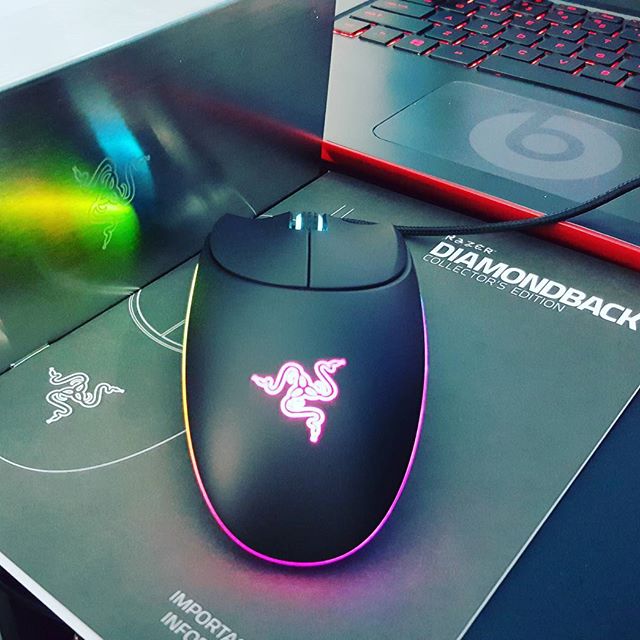 RAZER
DIAMONDBACK
COLLECTOR'S EDITION
IMPORTA
INFO